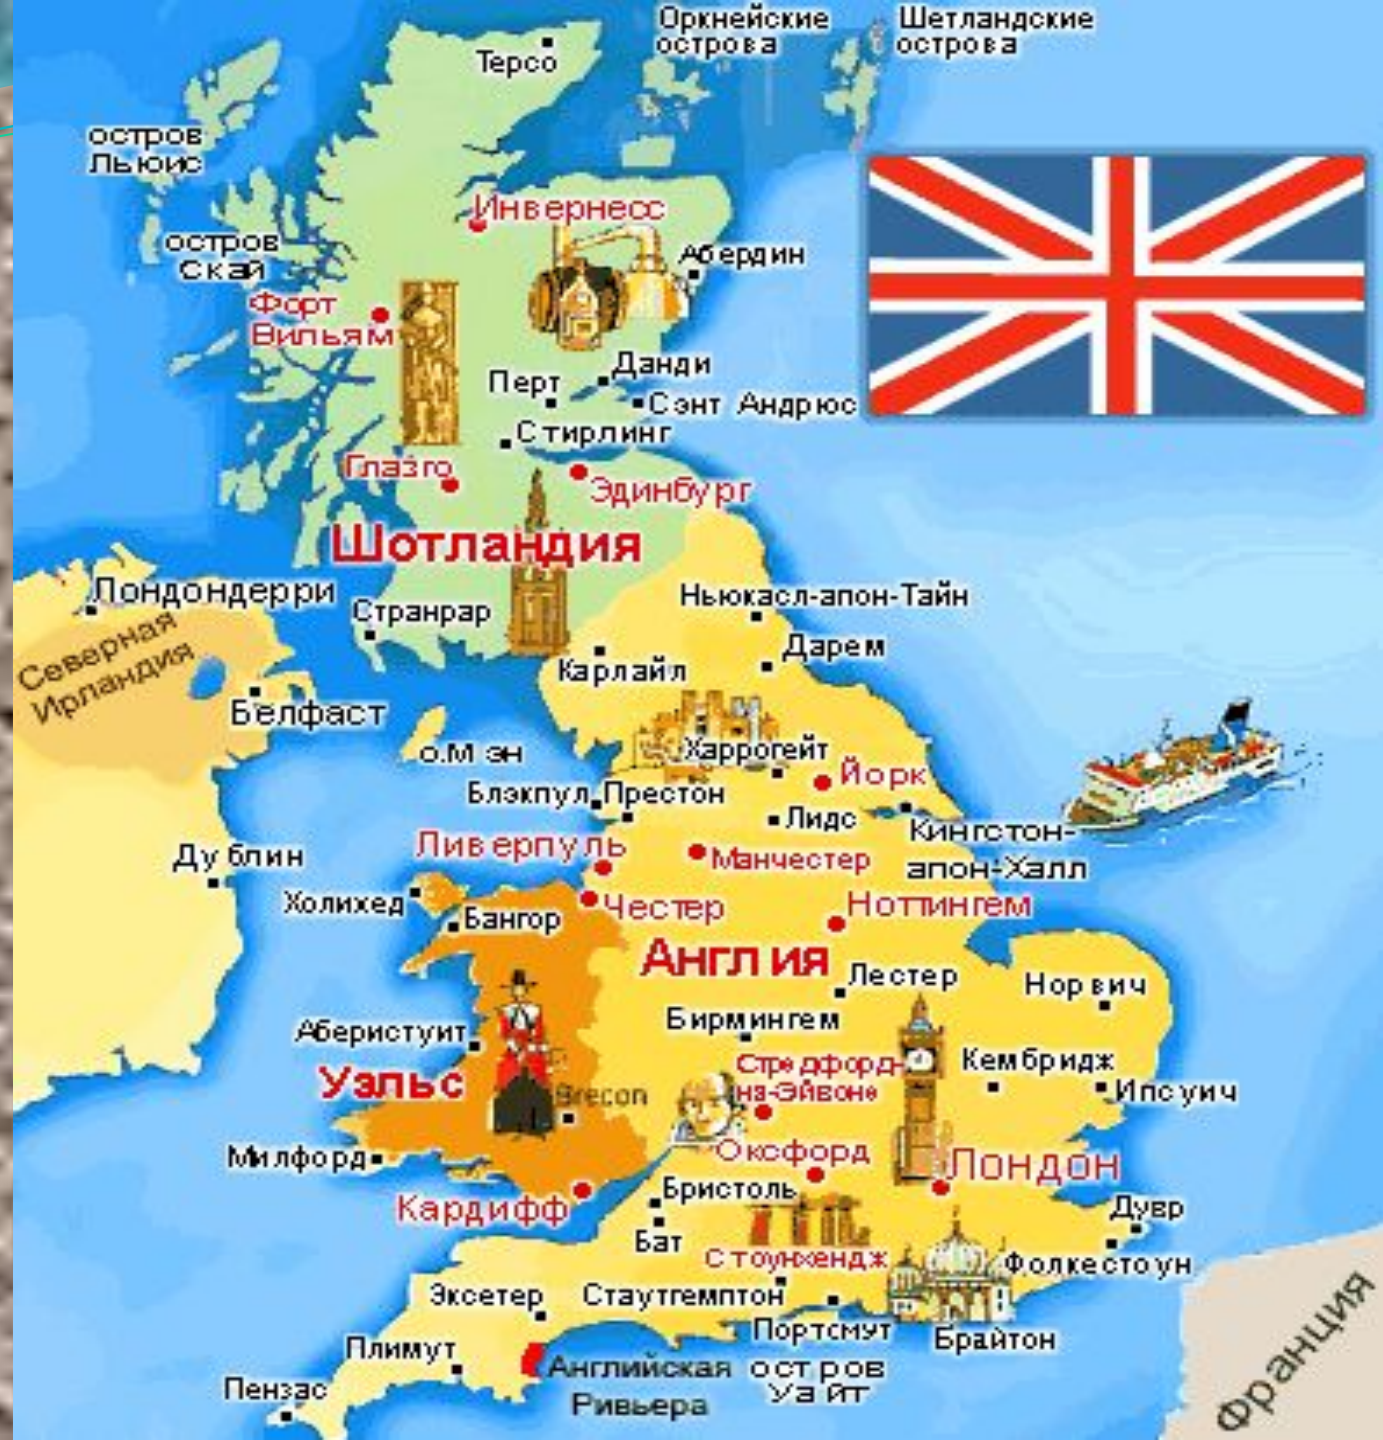 Оркнейские
острова
Шетландские
острова
Терсо
остров
Льюис
Инвернесс
остров
Скай
Абердин
Форт
Вильям
Данди
Перт
Сэнт Андрюс
Стирлинг
Глазго
Эдинбург
Шотландия
Лондондерри
Странрар
Ньюкасл-апон-Тайн
Северная
Ирландия
Дарем
Карлайл
Белфаст
о.Мэн
Харрогейт
Йорк
Блэкпул
Престон
Лидс
Кингстон-
апон-Халл
Ливерпуль
Манчестер
Дублин
Холихед
Бангор
Честер
Ноттингем
Англия
Лестер
Норвич
Бирмингем
Аберистуит
Уэльс
Стредфорд-
на-Эйвоне
Кембридж
Ипсуич
Brecon
Милфорд
Оксфорд
Лондон
Кардифф
Бристоль
Дувр
Бат
Стоунхендж
Фолкестоун
Эксетер
Стаутгемптон
Портсмут
Брайтон
Плимут
Английская
Ривьера
остров
Уайт
Пензас
Франция